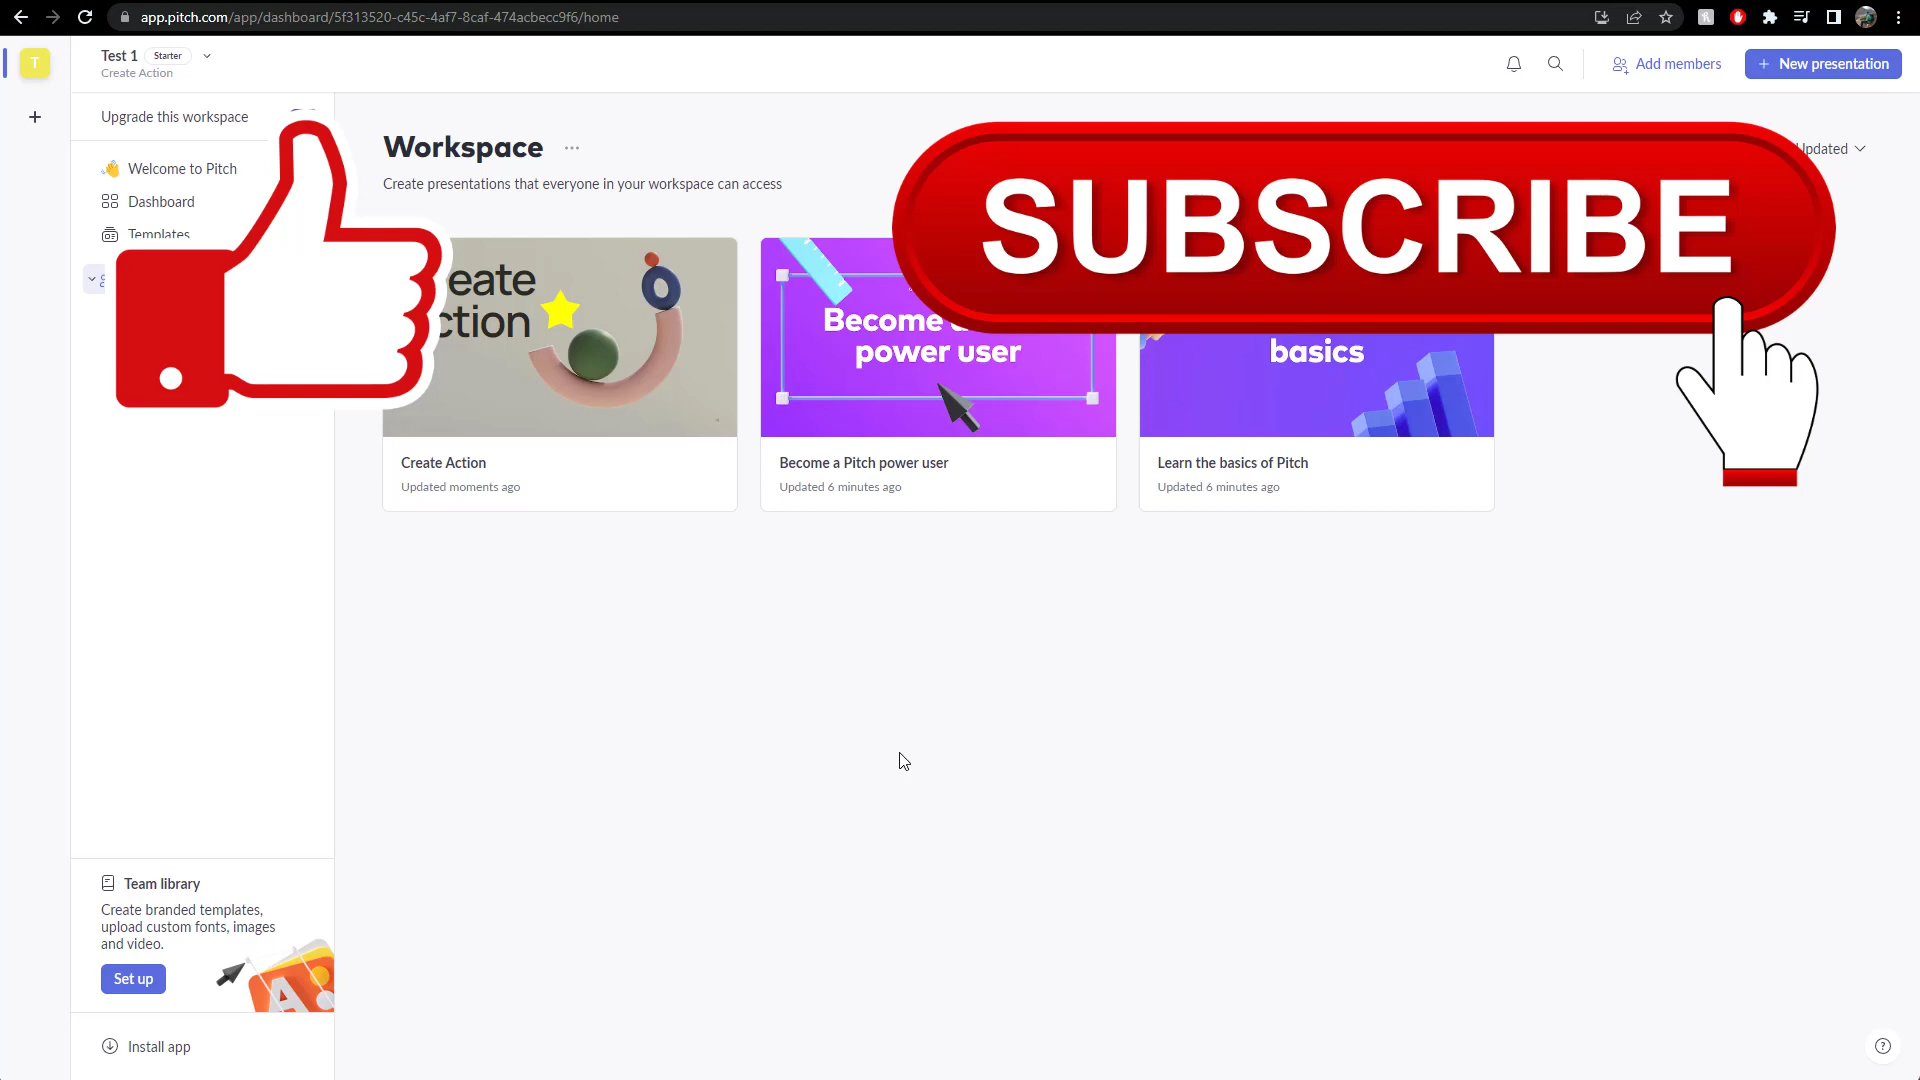 app.pitch.com/app/dashboard/5f313520-c45c-4af7-8caf-474acbecc9f6/home
T
Test 1 Starter
Create Action
Add members
+ New presentation
Upgrade this workspace
Welcome to Pitch
Dashboard
Templates
Workspace ...
Create presentations that everyone in your workspace can access
Updated
SUBSCRIBE
eate
ction
Become
power user
basics
Create Action
Updated moments ago
Become a Pitch power user
Updated 6 minutes ago
Learn the basics of Pitch
Updated 6 minutes ago
Team library
Create branded templates,
upload custom fonts, images
and video.
Set up
A
Install app
?